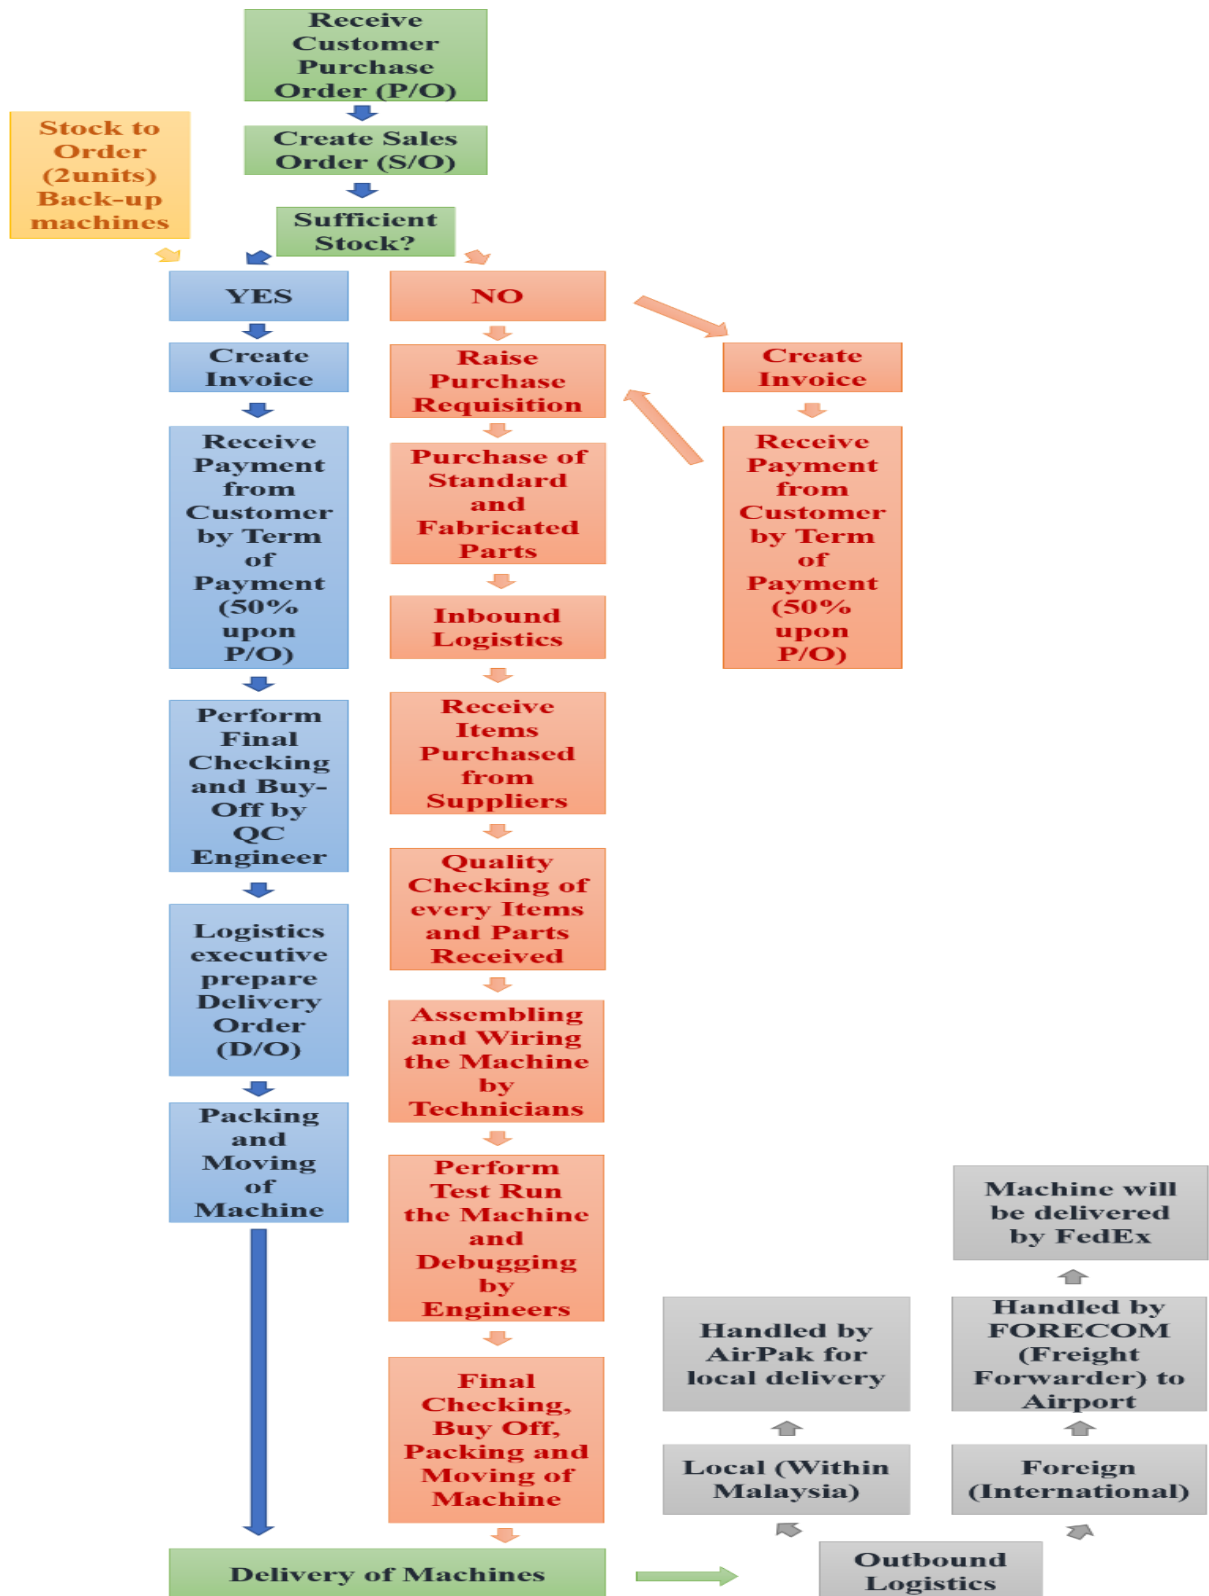 Receive
Customer
Purchase
Order (P/O)
Stock to
Order
(2units)
Back-up
machines
Create Sales
Order (S/O)
Sufficient
Stock?
YES
NO
Create
Invoice
Receive
Payment
from
Customer
by Term
of
Payment
(50%
upon
P/O)
Perform
Final
Checking
and Buy-
Off by
QC
Engineer
Logistics
executive
prepare
Delivery
Order
(D/O)
Packing
and
Moving
of
Machine
Raise
Purchase
Requisition
Purchase of
Standard
and
Fabricated
Parts
Inbound
Logistics
Receive
Items
Purchased
from
Suppliers
Quality
Checking of
every Items
and Parts
Received
Assembling
and Wiring
the Machine
by
Technicians
Perform
Test Run
the Machine
and
Debugging
by
Engineers
Final
Checking,
Buy Off,
Packing and
Moving of
Machine
Create
Invoice
Receive
Payment
from
Customer
by Term
of
Payment
(50%
upon
P/O)
Delivery of Machines
Outbound
Logistics
Local (Within
Malaysia)
Handled by
AirPak for
local delivery
Foreign
(International)
Handled by
FORECOM
(Freight
Forwarder) to
Airport
Machine will
be delivered
by FedEx